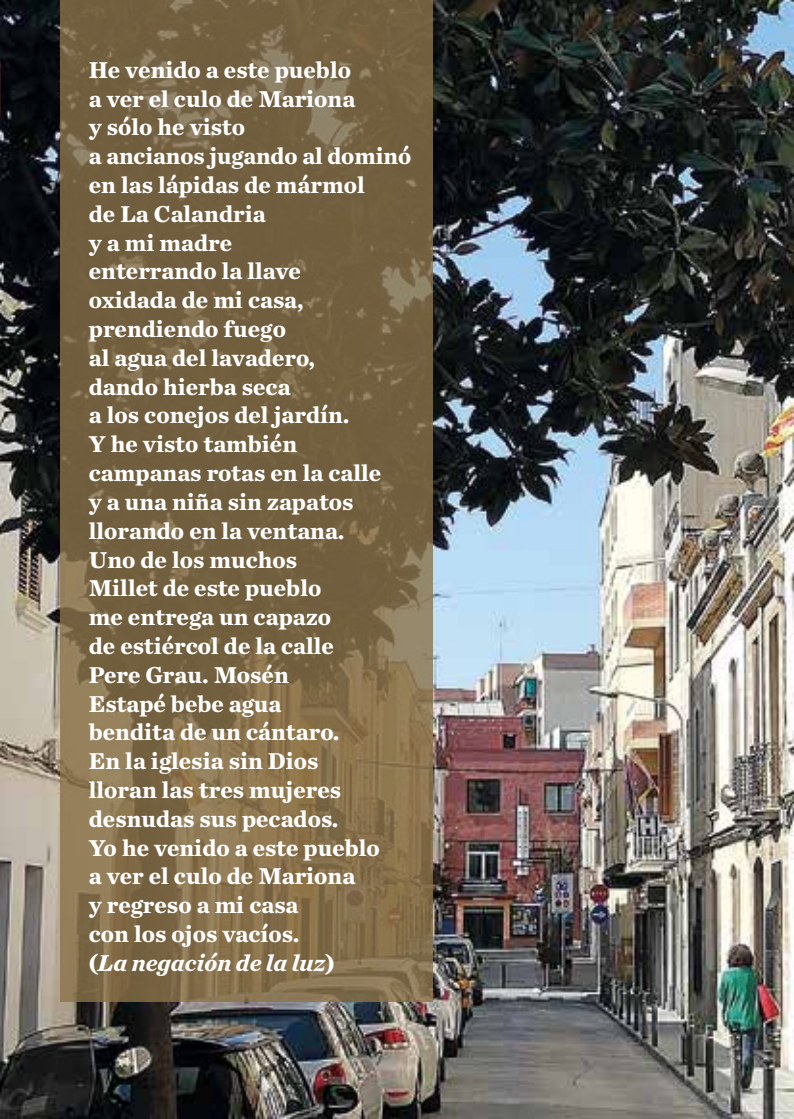 He venido a este pueblo
a ver el culo de Mariona
y sólo he visto
a ancianos jugando al dominó
en las lápidas de mármol
de La Calandria
y a mi madre
enterrando la llave
oxidada de mi casa,
prendiendo fuego
al agua del lavadero,
dando hierba seca
a los conejos del jardín.
Y he visto también
campanas rotas en la calle
y a una niña sin zapatos
llorando en la ventana.
Uno de los muchos
Millet de este pueblo
me entrega un capazo
de estiércol de la calle
Pere Grau. Mosén
Estapé bebe agua
bendita de un cántaro.
En la iglesia sin Dios
lloran las tres mujeres
desnudas sus pecados.
Yo he venido a este pueblo
a ver el culo de Mariona
y regreso a mi casa
con los ojos vacíos.
(La negación de la luz)
H